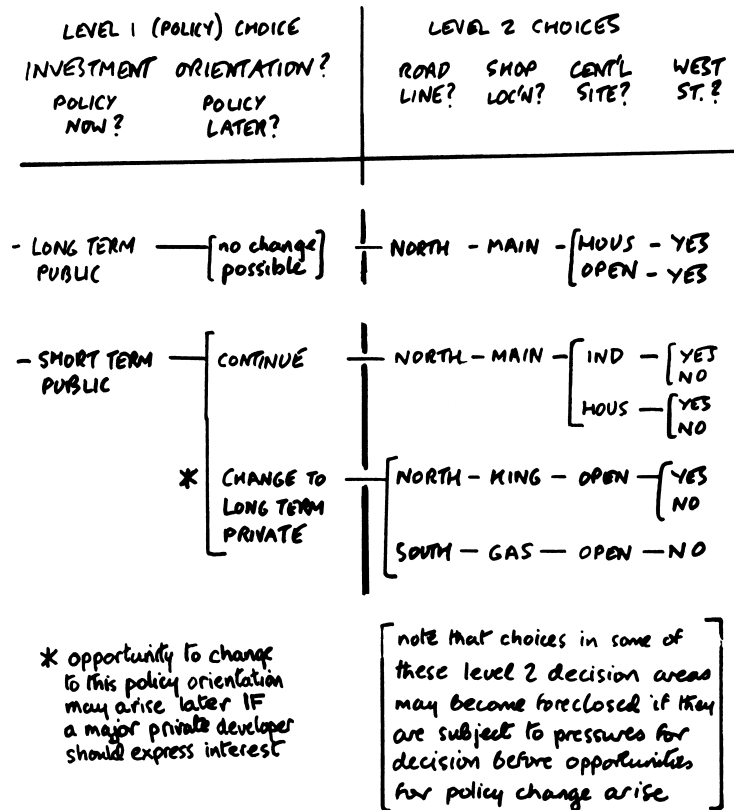 LEVEL 1 (POLICY) CHOICE
INVESTMENT ORIENTATION?
POLICY NOW?
POLICY LATER?
LEVEL 2 CHOICES
ROAD LINE?
SHOP LOC'N?
CENT'L SITE?
WEST ST.?
- LONG TERM PUBLIC
[no change possible]
NORTH - MAIN - [HOUS - YES
OPEN - YES
- SHORT TERM PUBLIC
CONTINUE
NORTH - MAIN - [IND - [YES
NO
HOUS - [YES
NO
* CHANGE TO LONG TERM PRIVATE
[NORTH - KING - OPEN - [YES
NO
SOUTH - GAS - OPEN - NO
* opportunity to change
to this policy orientation
may arise later IF
a major private developer
should express interest
[note that choices in some of
these level 2 decision areas
may become foreclosed if they
are subject to pressures for
decision before opportunities
for policy change arise]